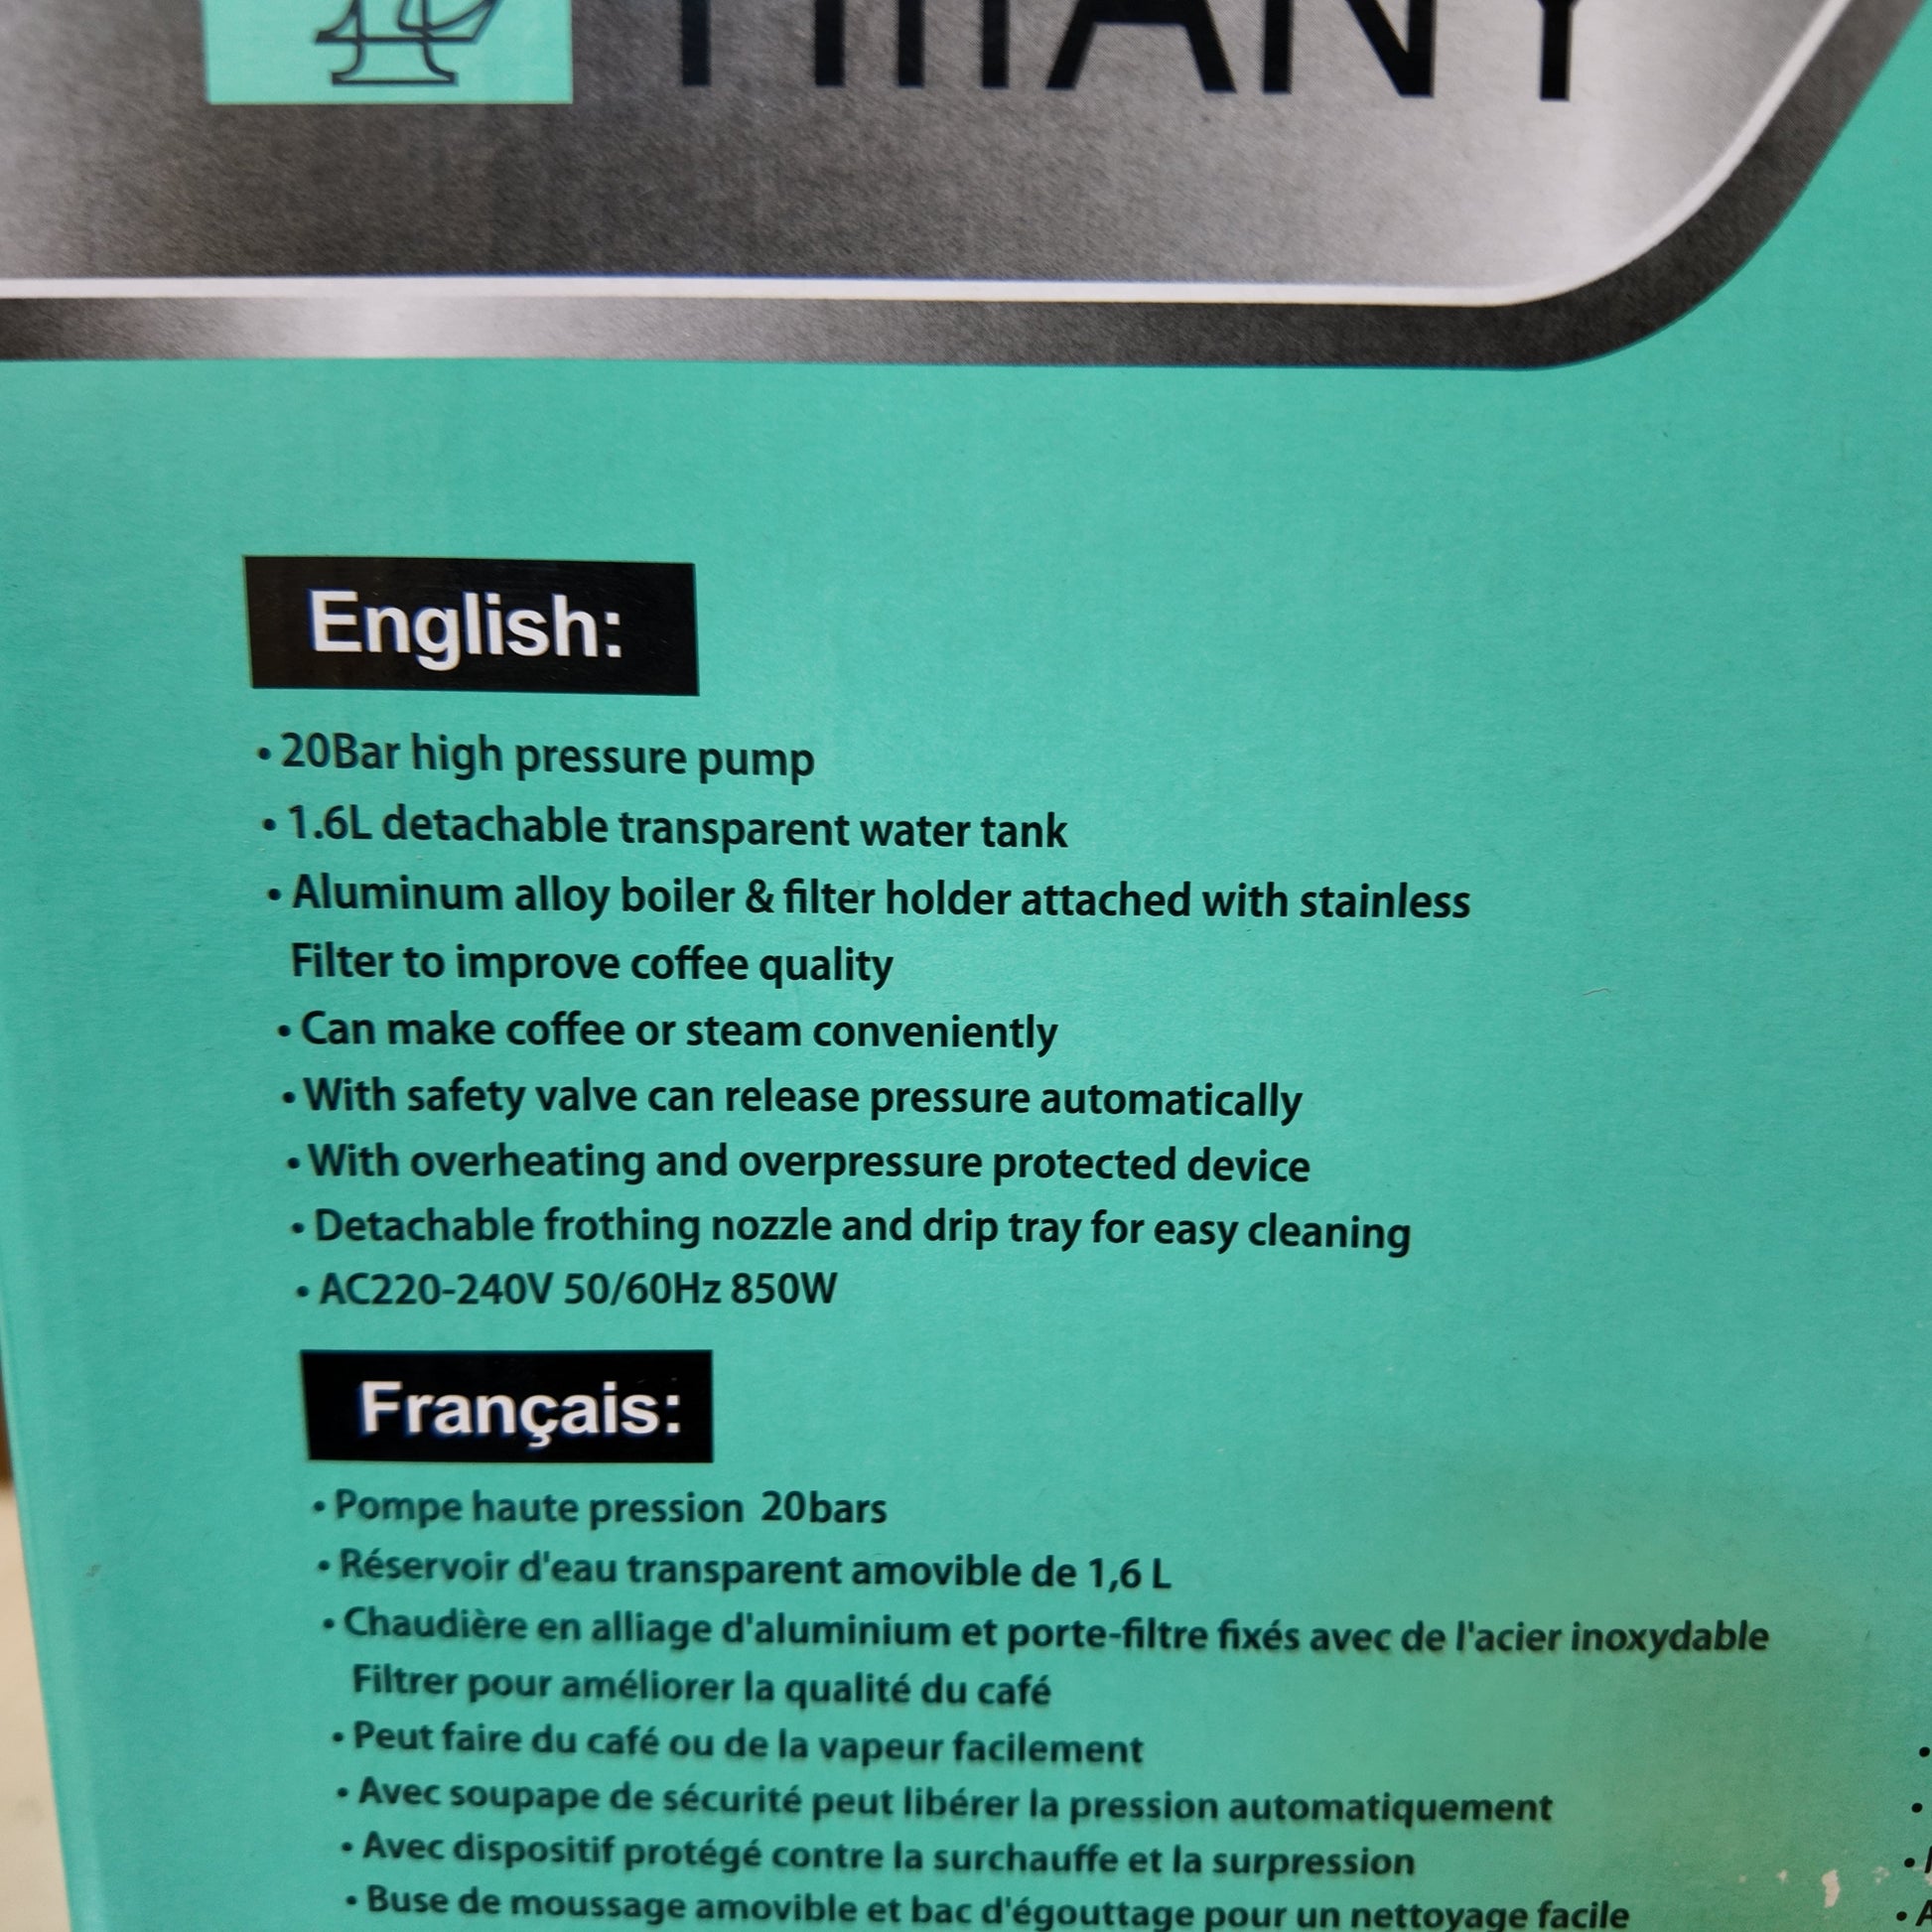 English:
• 20Bar high pressure pump
• 1.6L detachable transparent water tank
• Aluminum alloy boiler & filter holder attached with stainless
Filter to improve coffee quality
• Can make coffee or steam conveniently
• With safety valve can release pressure automatically
• With overheating and overpressure protected device
• Detachable frothing nozzle and drip tray for easy cleaning
• AC220-240V 50/60Hz 850W
Français:
• Pompe haute pression 20bars
• Réservoir d'eau transparent amovible de 1,6 L
• Chaudière en alliage d'aluminium et porte-filtre fixés avec de l'acier inoxydable
Filtrer pour améliorer la qualité du café
• Peut faire du café ou de la vapeur facilement
• Avec soupape de sécurité peut libérer la pression automatiquement
• Avec dispositif protégé contre la surchauffe et la surpression
• Buse de moussage amovible et bac d'égouttage pour un nettoyage facile